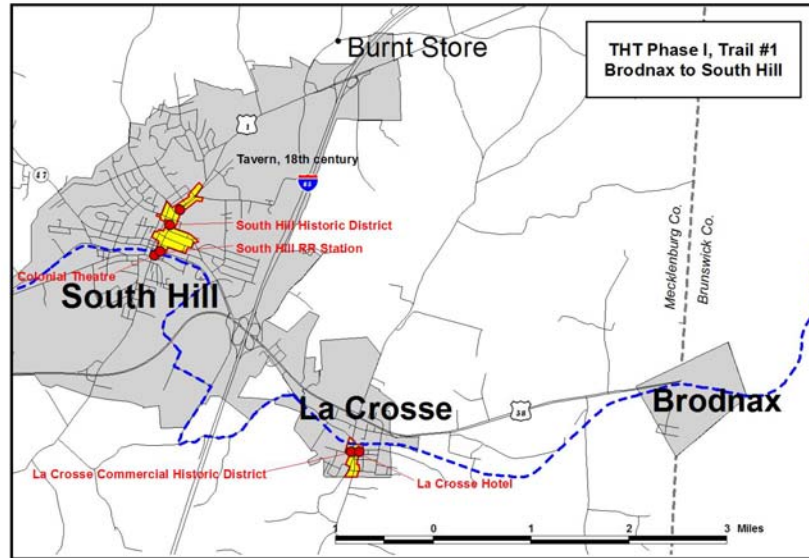 THT Phase I, Trail #1
Brodnax to South Hill
Burnt Store
1
Tavern, 18th century
47
85
South Hill Historic District
South Hill RR Station
Colonial Theatre
South Hill
Mecklenburg Co.
Brunswick Co.
La Crosse
58
Brodnax
La Crosse Commercial Historic District
La Crosse Hotel
1 0 1 2 3 Miles